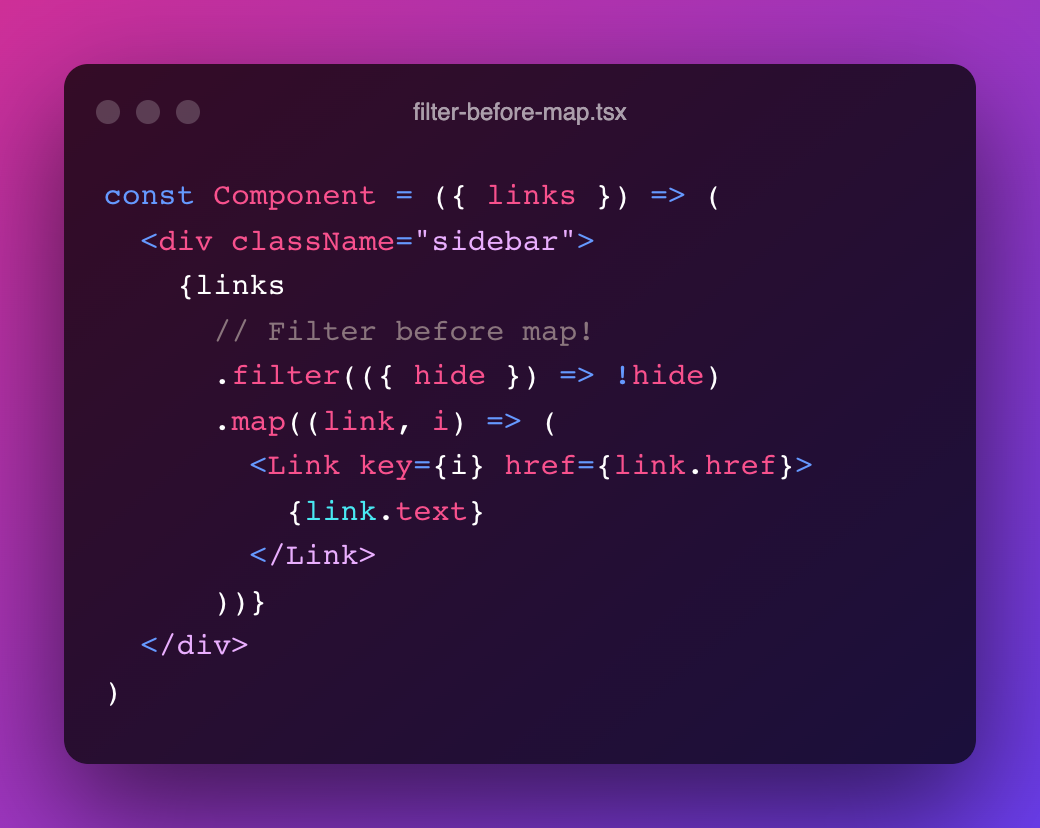 filter-before-map.tsx
const Component = ({ links }) => (
  <div className="sidebar">
    {links
      // Filter before map!
      .filter(({ hide }) => !hide)
      .map((link, i) => (
        <Link key={i} href={link.href}>
          {link.text}
        </Link>
      ))}
  </div>
)